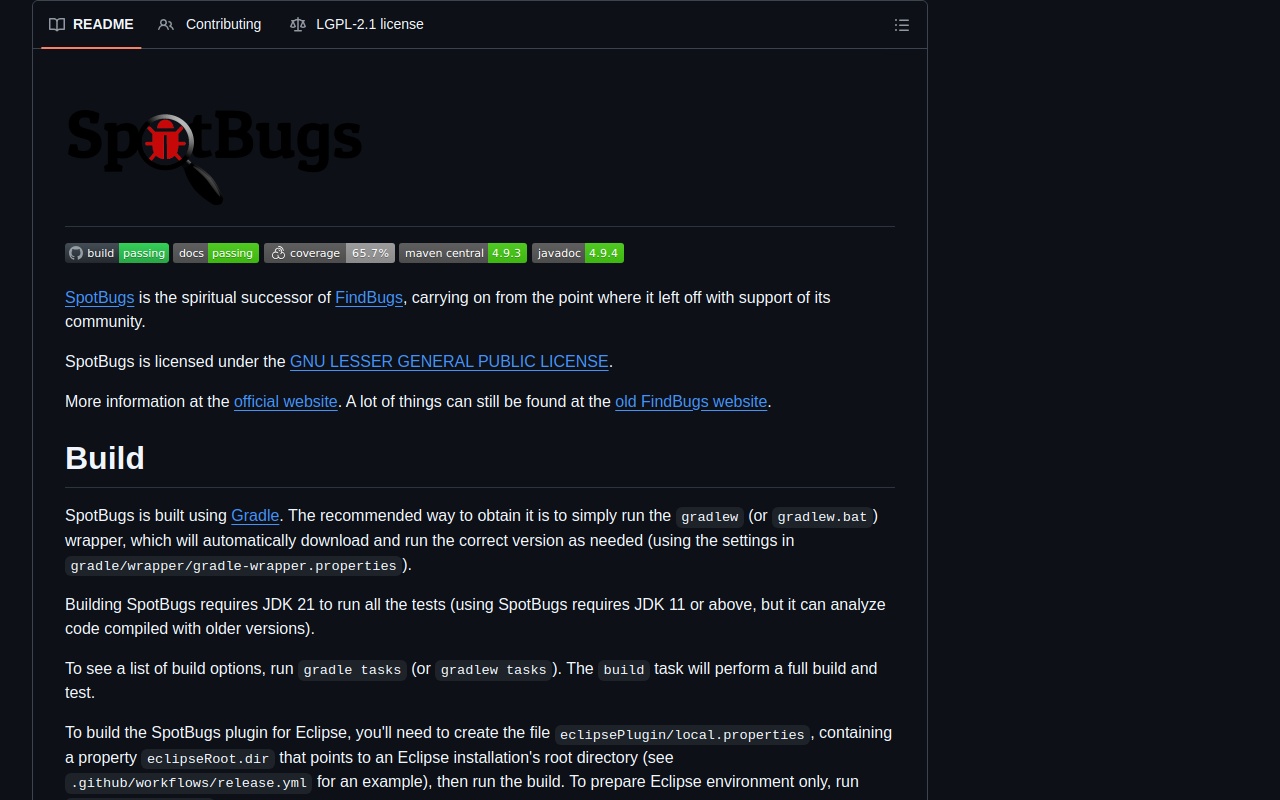 README Contributing LGPL-2.1 license
SpotBugs
build passing docs passing coverage 65.7% maven central 4.9.3 javadoc 4.9.4
SpotBugs is the spiritual successor of FindBugs, carrying on from the point where it left off with support of its
community.
SpotBugs is licensed under the GNU LESSER GENERAL PUBLIC LICENSE.
More information at the official website. A lot of things can still be found at the old FindBugs website.
Build
SpotBugs is built using Gradle. The recommended way to obtain it is to simply run the gradlew (or gradlew.bat)
wrapper, which will automatically download and run the correct version as needed (using the settings in
gradle/wrapper/gradle-wrapper.properties).
Building SpotBugs requires JDK 21 to run all the tests (using SpotBugs requires JDK 11 or above, but it can analyze
code compiled with older versions).
To see a list of build options, run gradle tasks (or gradlew tasks). The build task will perform a full build and
test.
To build the SpotBugs plugin for Eclipse, you'll need to create the file eclipsePlugin/local.properties, containing
a property eclipseRoot.dir that points to an Eclipse installation's root directory (see
.github/workflows/release.yml for an example), then run the build. To prepare Eclipse environment only, run